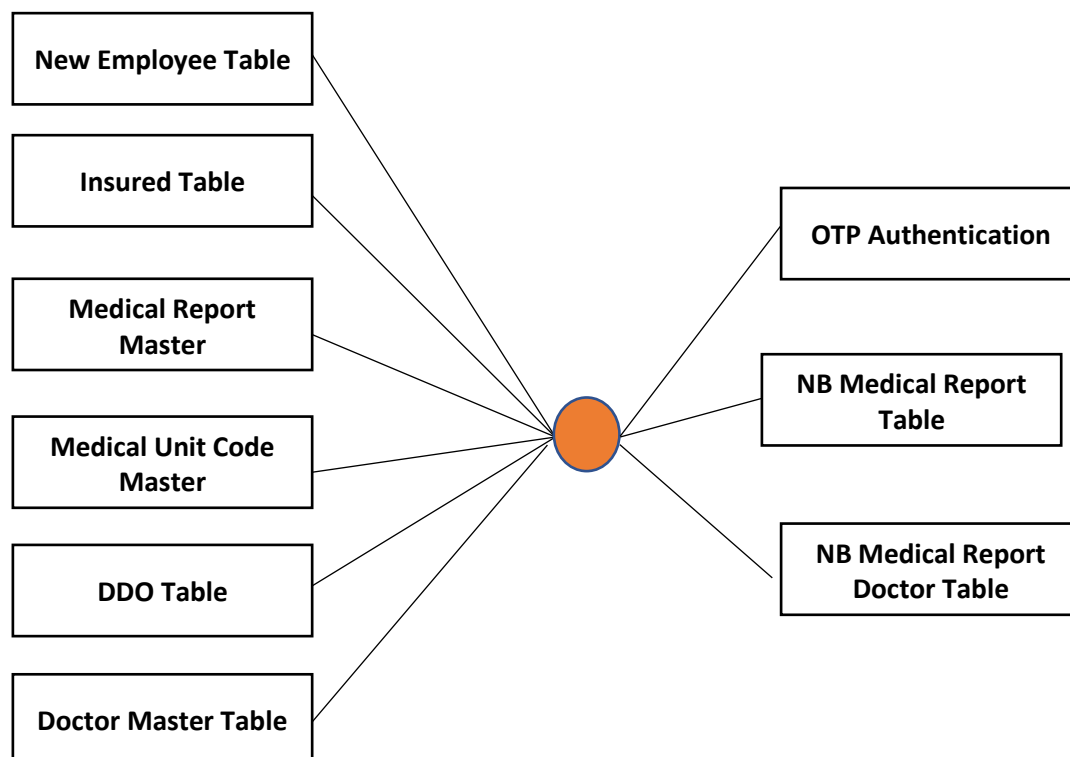 New Employee Table
Insured Table
Medical Report
Master
Medical Unit Code
Master
DDO Table
Doctor Master Table
OTP Authentication
NB Medical Report
Table
NB Medical Report
Doctor Table